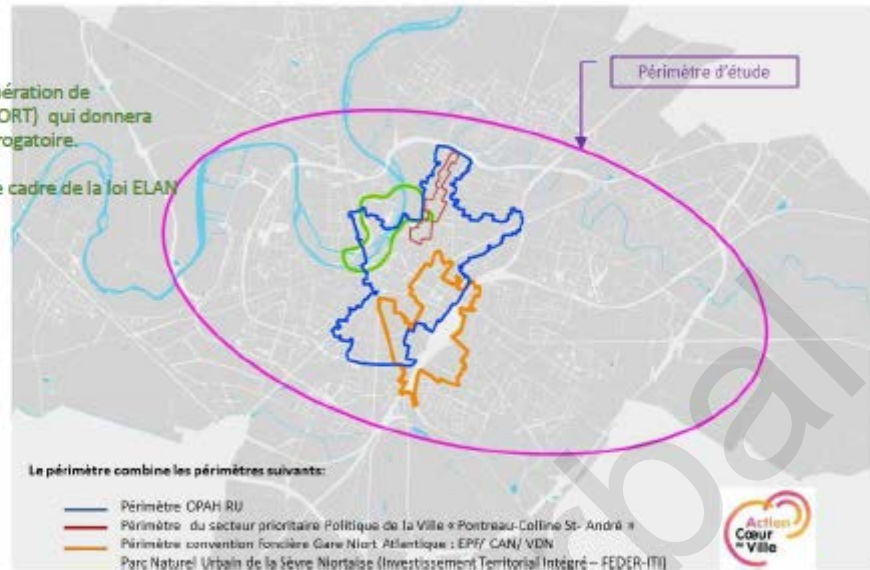 ération de
ORT) qui donnera
rogatoire.
e cadre de la loi ELAN
Périmètre d'étude
Le périmètre combine les périmètres suivants:
Périmètre OPAH RU
Périmètre du secteur prioritaire Politique de la Ville « Pontreau-Colline St- André »
Périmètre convention foncière Gare Niort Atlantique : EPF/ CAN/ VDN
Parc Naturel Urbain de la Sèvre Niortaise (Investissement Territorial Intégré – FEDER-ITI)
Action
Cœur
de Ville
rbal